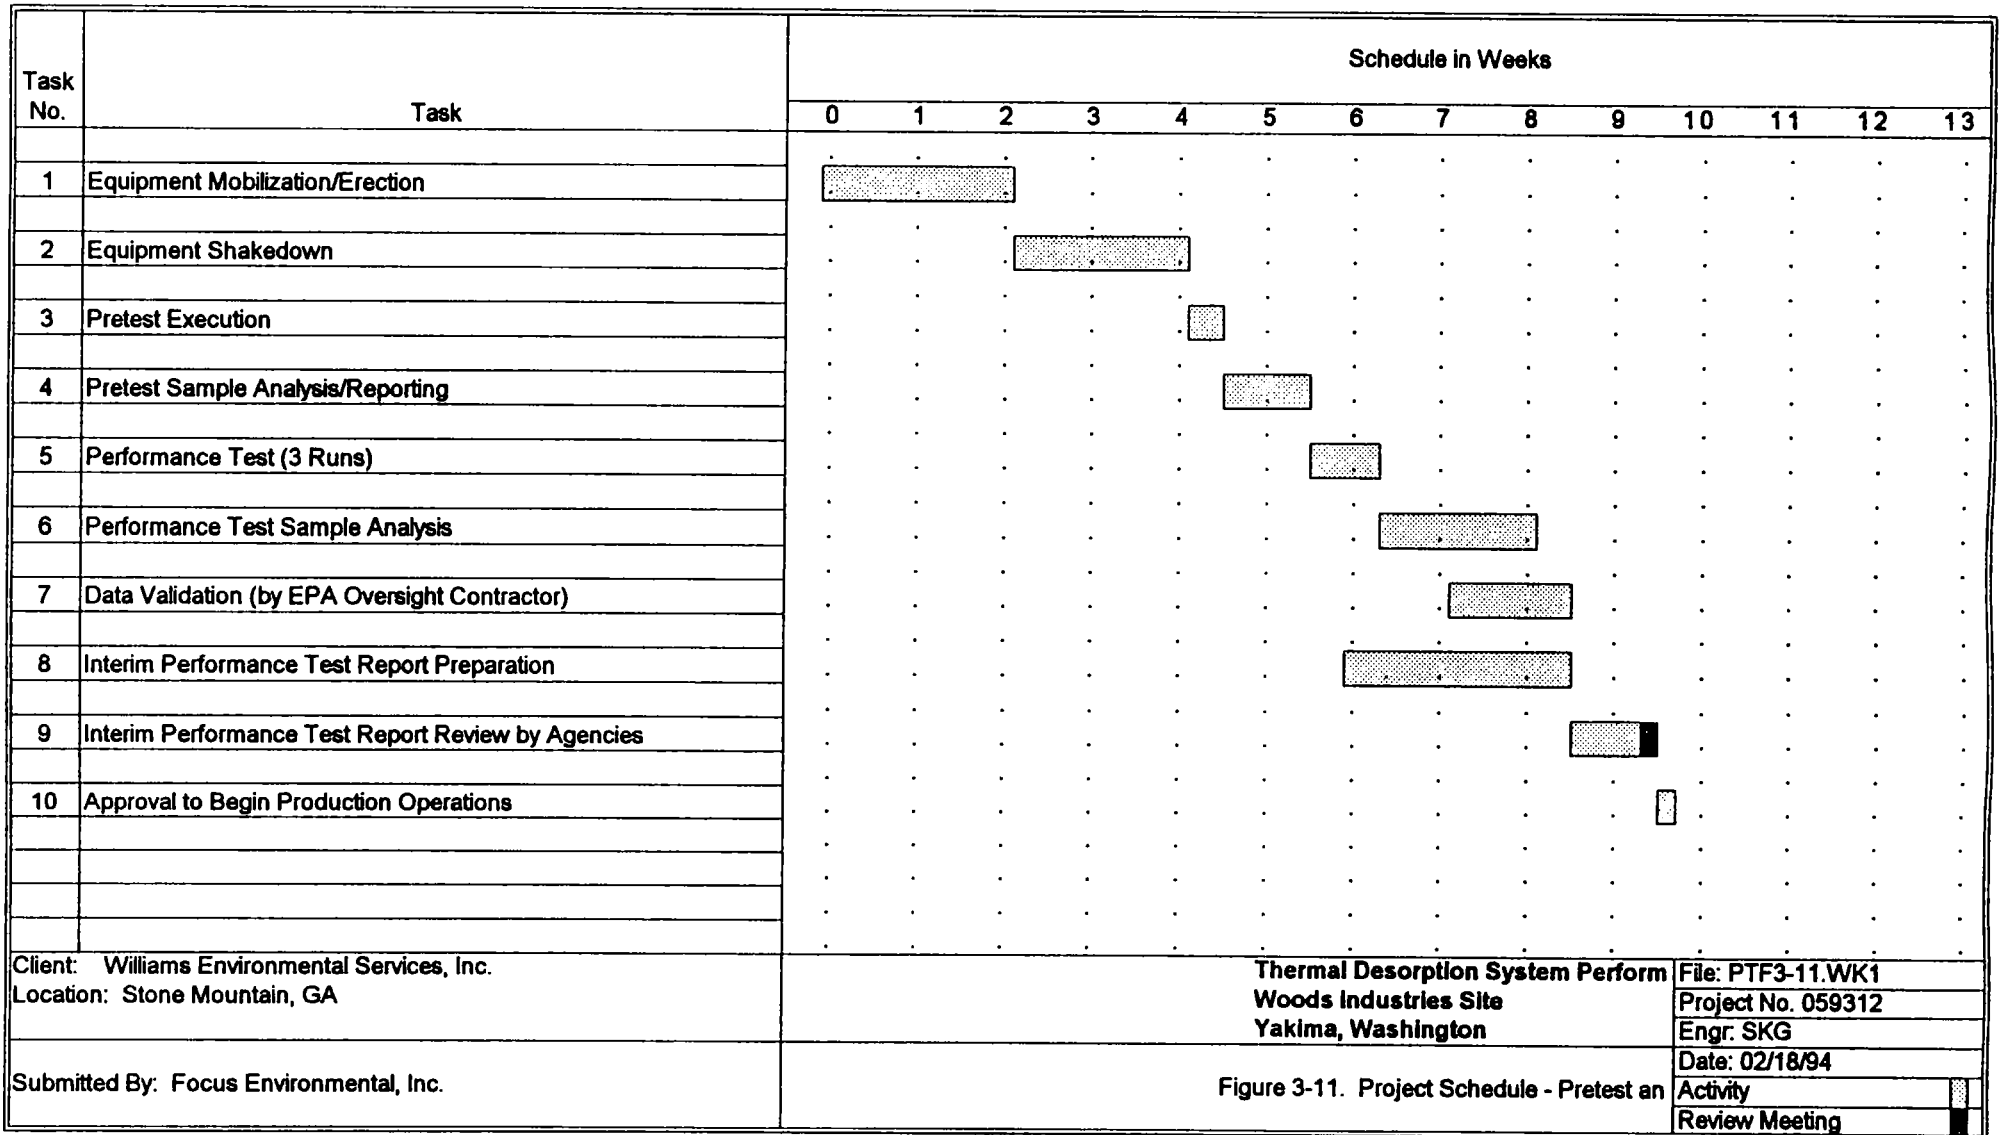 Schedule in Weeks
Task No.
Task
0 1 2 3 4 5 6 7 8 9 10 11 12 13
1 Equipment Mobilization/Erection
2 Equipment Shakedown
3 Pretest Execution
4 Pretest Sample Analysis/Reporting
5 Performance Test (3 Runs)
6 Performance Test Sample Analysis
7 Data Validation (by EPA Oversight Contractor)
8 Interim Performance Test Report Preparation
9 Interim Performance Test Report Review by Agencies
10 Approval to Begin Production Operations
Client: Williams Environmental Services, Inc.
Location: Stone Mountain, GA
Submitted By: Focus Environmental, Inc.
Thermal Desorption System Perform
Woods Industries Site
Yakima, Washington
Figure 3-11. Project Schedule - Pretest an
File: PTF3-11.WK1
Project No. 059312
Engr: SKG
Date: 02/18/94
Activity
Review Meeting